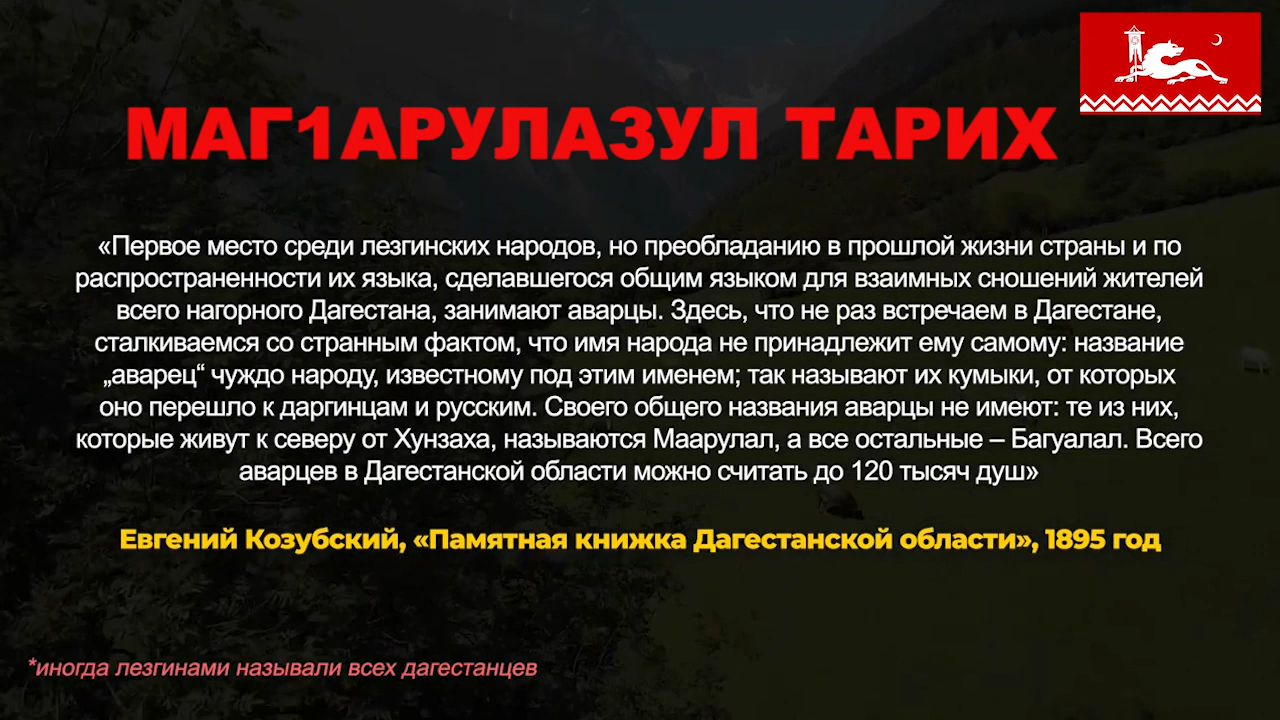 МАГ1АРУЛАЗУЛ ТАРИХ
«Первое место среди лезгинских народов, но преобладанию в прошлой жизни страны и по
распространенности их языка, сделавшегося общим языком для взаимных сношений жителей
всего нагорного Дагестана, занимают аварцы. Здесь, что не раз встречаем в Дагестане,
сталкиваемся со странным фактом, что имя народа не принадлежит ему самому: название
„аварец“ чуждо народу, известному под этим именем; так называют их кумыки, от которых
оно перешло к даргинцам и русским. Своего общего названия аварцы не имеют: те из них,
которые живут к северу от Хунзаха, называются Маарулал, а все остальные – Багуалал. Всего
аварцев в Дагестанской области можно считать до 120 тысяч душ»
Евгений Козубский, «Памятная книжка Дагестанской области», 1895 год
*иногда лезгинами называли всех дагестанцев